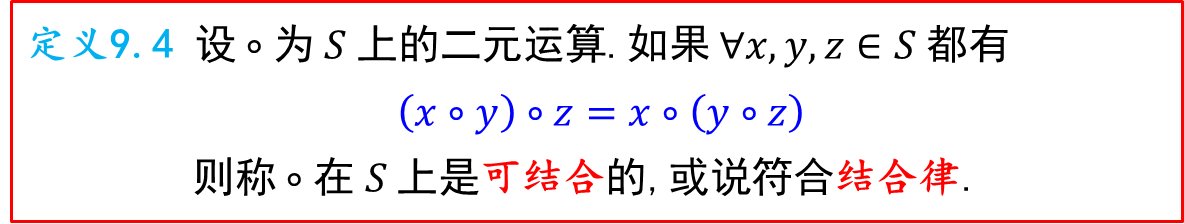 定义9.4 设∘为 𝑆 上的二元运算. 如果 ∀𝑥, 𝑦, 𝑧 ∈ 𝑆 都有
(𝑥 ∘ 𝑦) ∘ 𝑧 = 𝑥 ∘ (𝑦 ∘ 𝑧)
则称∘在 𝑆 上是可结合的, 或说符合结合律.